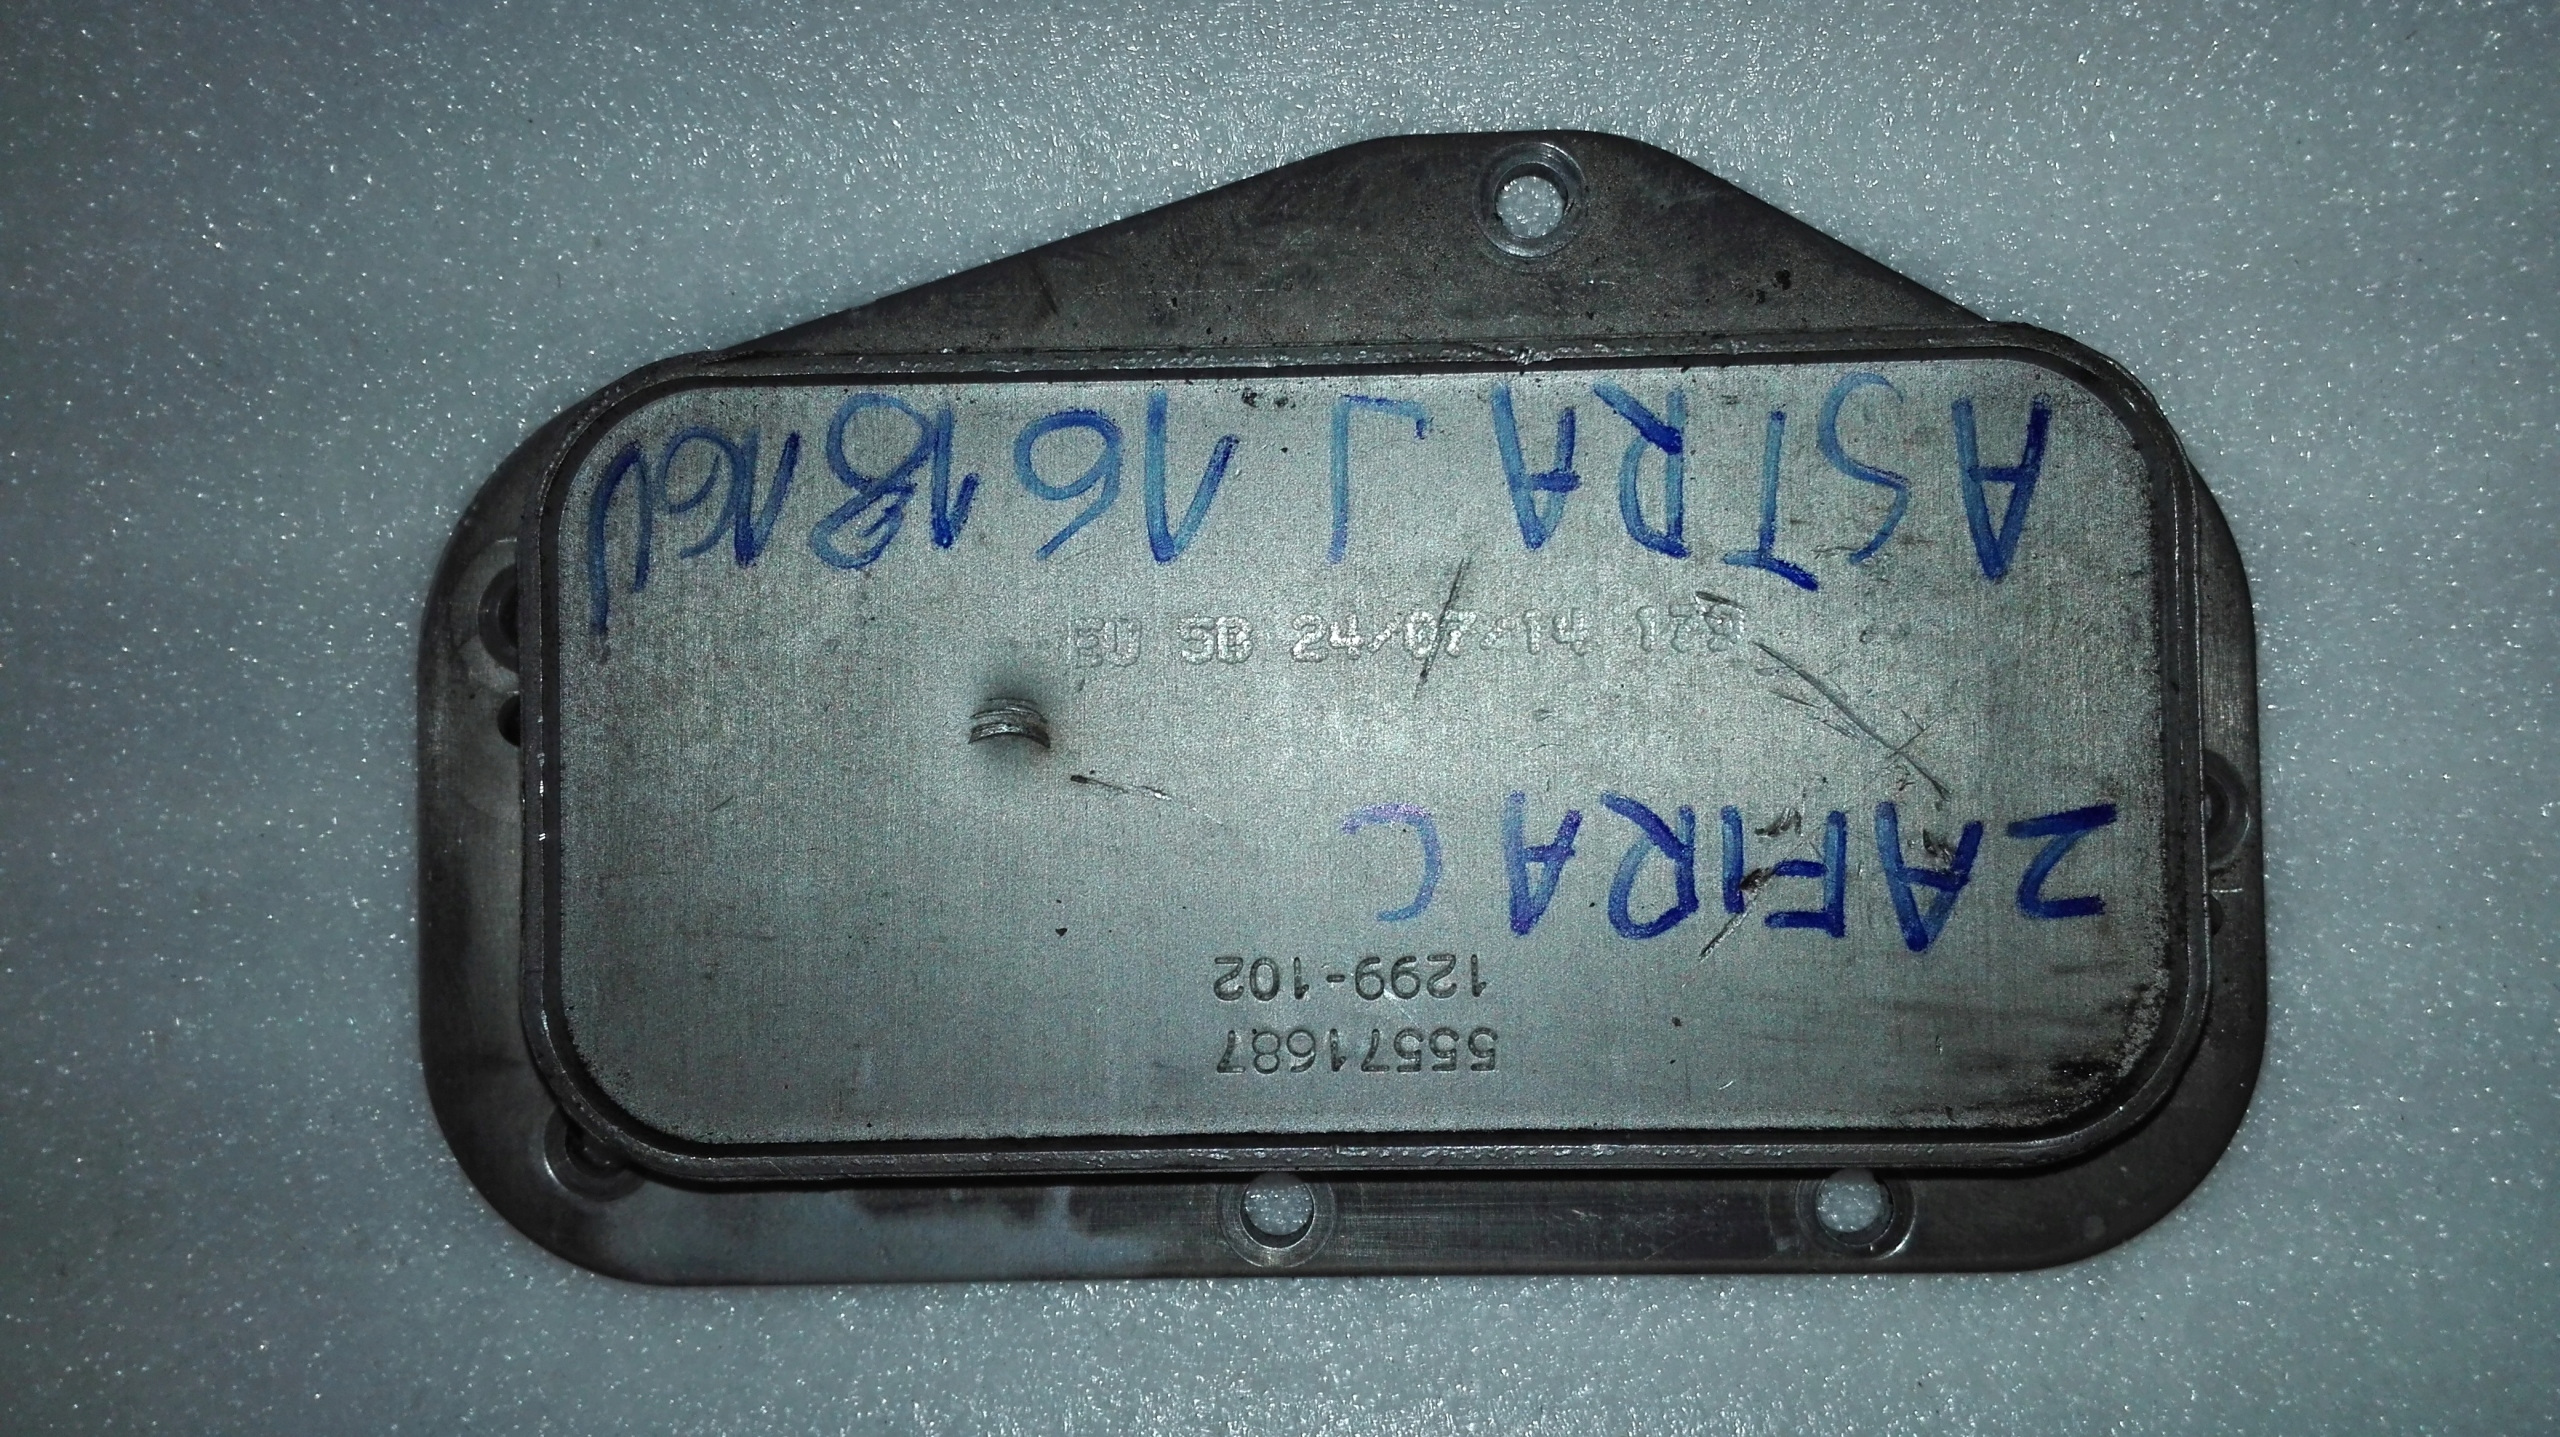 55571687
1299-102
ZAFIRA C
24/07/14
ASTRA J 16 18 16V